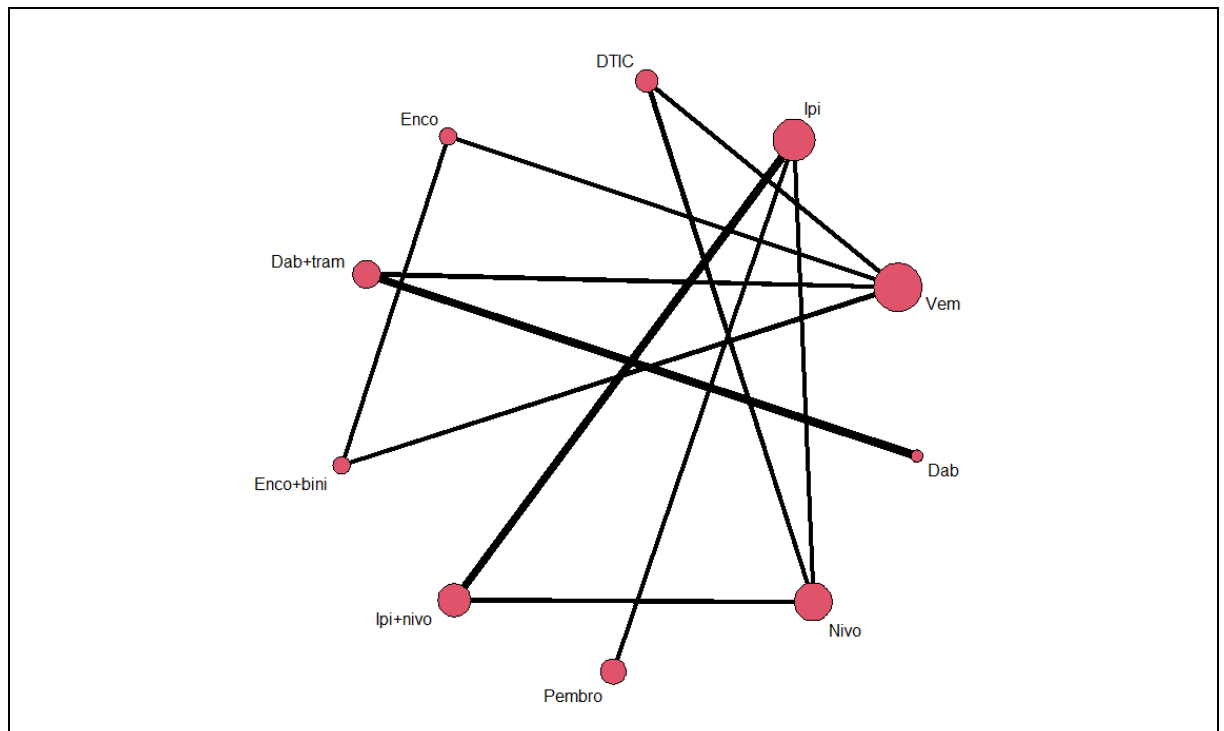 DTIC
Ipi
Enco
Dab+tram
Vem
Dab
Enco+bini
Ipi+nivo
Nivo
Pembro